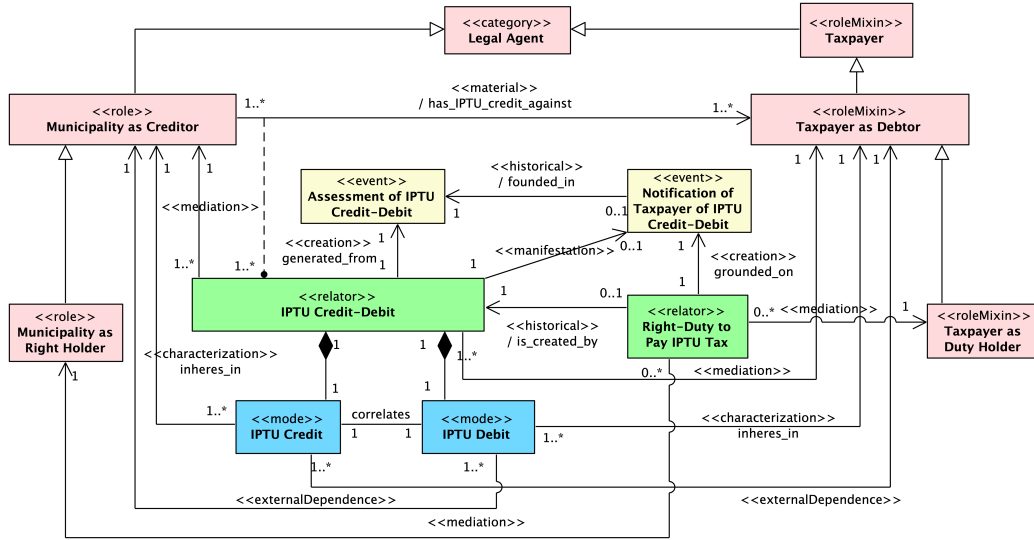 <<category>>
Legal Agent
<<roleMixin>>
Taxpayer
<<material>>
/ has_IPTU_credit_against
1..*
1..*
<<role>>
Municipality as Creditor
<<roleMixin>>
Taxpayer as Debtor
1
1
1
1
1
1
<<historical>>
/ founded_in
<<event>>
Assessment of IPTU
Credit-Debit
<<event>>
Notification of
Taxpayer of IPTU
Credit-Debit
1
0..1
<<mediation>>
<<creation>>
generated_from
1
1
<<manifestation>>
1
0..1
<<creation>>
grounded_on
1
1
1..*
1..*
<<relator>>
IPTU Credit-Debit
1
0..1
<<historical>>
/ is_created_by
<<relator>>
Right-Duty to
Pay IPTU Tax
0..*
<<mediation>>
1
<<role>>
Municipality as
Right Holder
<<roleMixin>>
Taxpayer as
Duty Holder
1
1
1..*
0..*
<<mediation>>
<<characterization>>
inheres_in
1
1
1
1..*
<<mode>>
IPTU Credit
correlates
1
1
<<mode>>
IPTU Debit
1..*
<<characterization>>
inheres_in
1..*
1..*
<<externalDependence>>
<<externalDependence>>
<<mediation>>